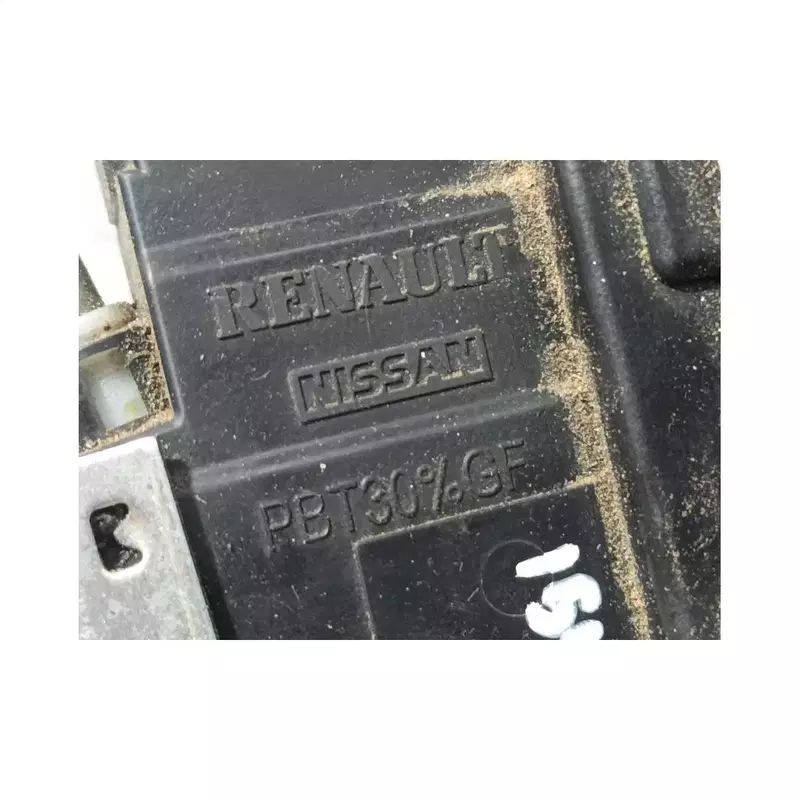 RENAULT
NISSAN
PBT30%GF